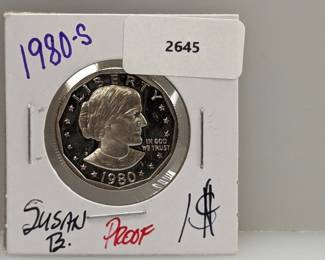 1980-S
2645
LIBERTY
IN GOD
WE TRUST
1980
SUSAN
B.
PROOF
1$